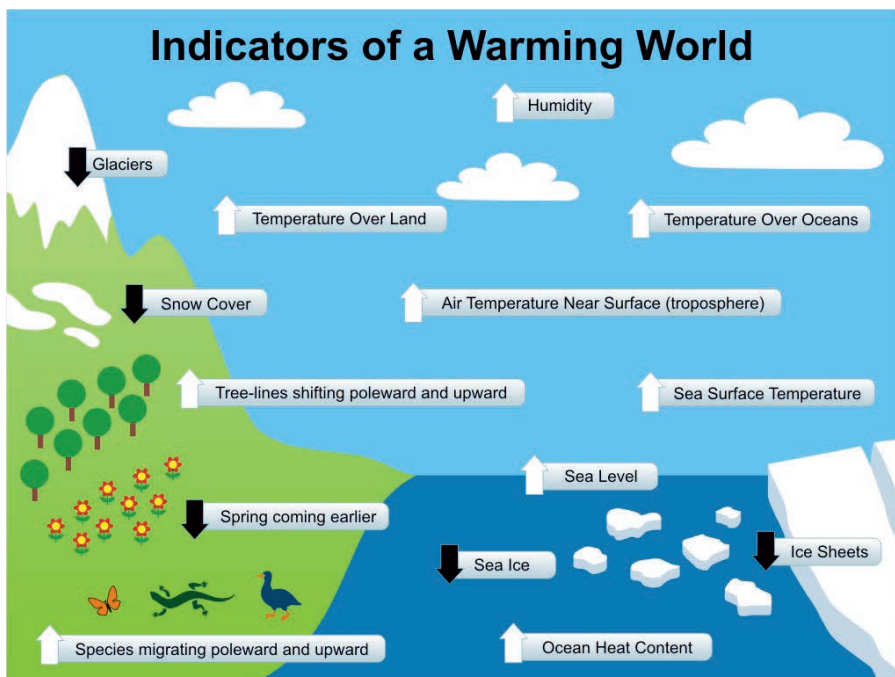 Indicators of a Warming World
Humidity
Glaciers
Temperature Over Land
Temperature Over Oceans
Snow Cover
Air Temperature Near Surface (troposphere)
Tree-lines shifting poleward and upward
Sea Surface Temperature
Sea Level
Spring coming earlier
Sea Ice
Ice Sheets
Species migrating poleward and upward
Ocean Heat Content